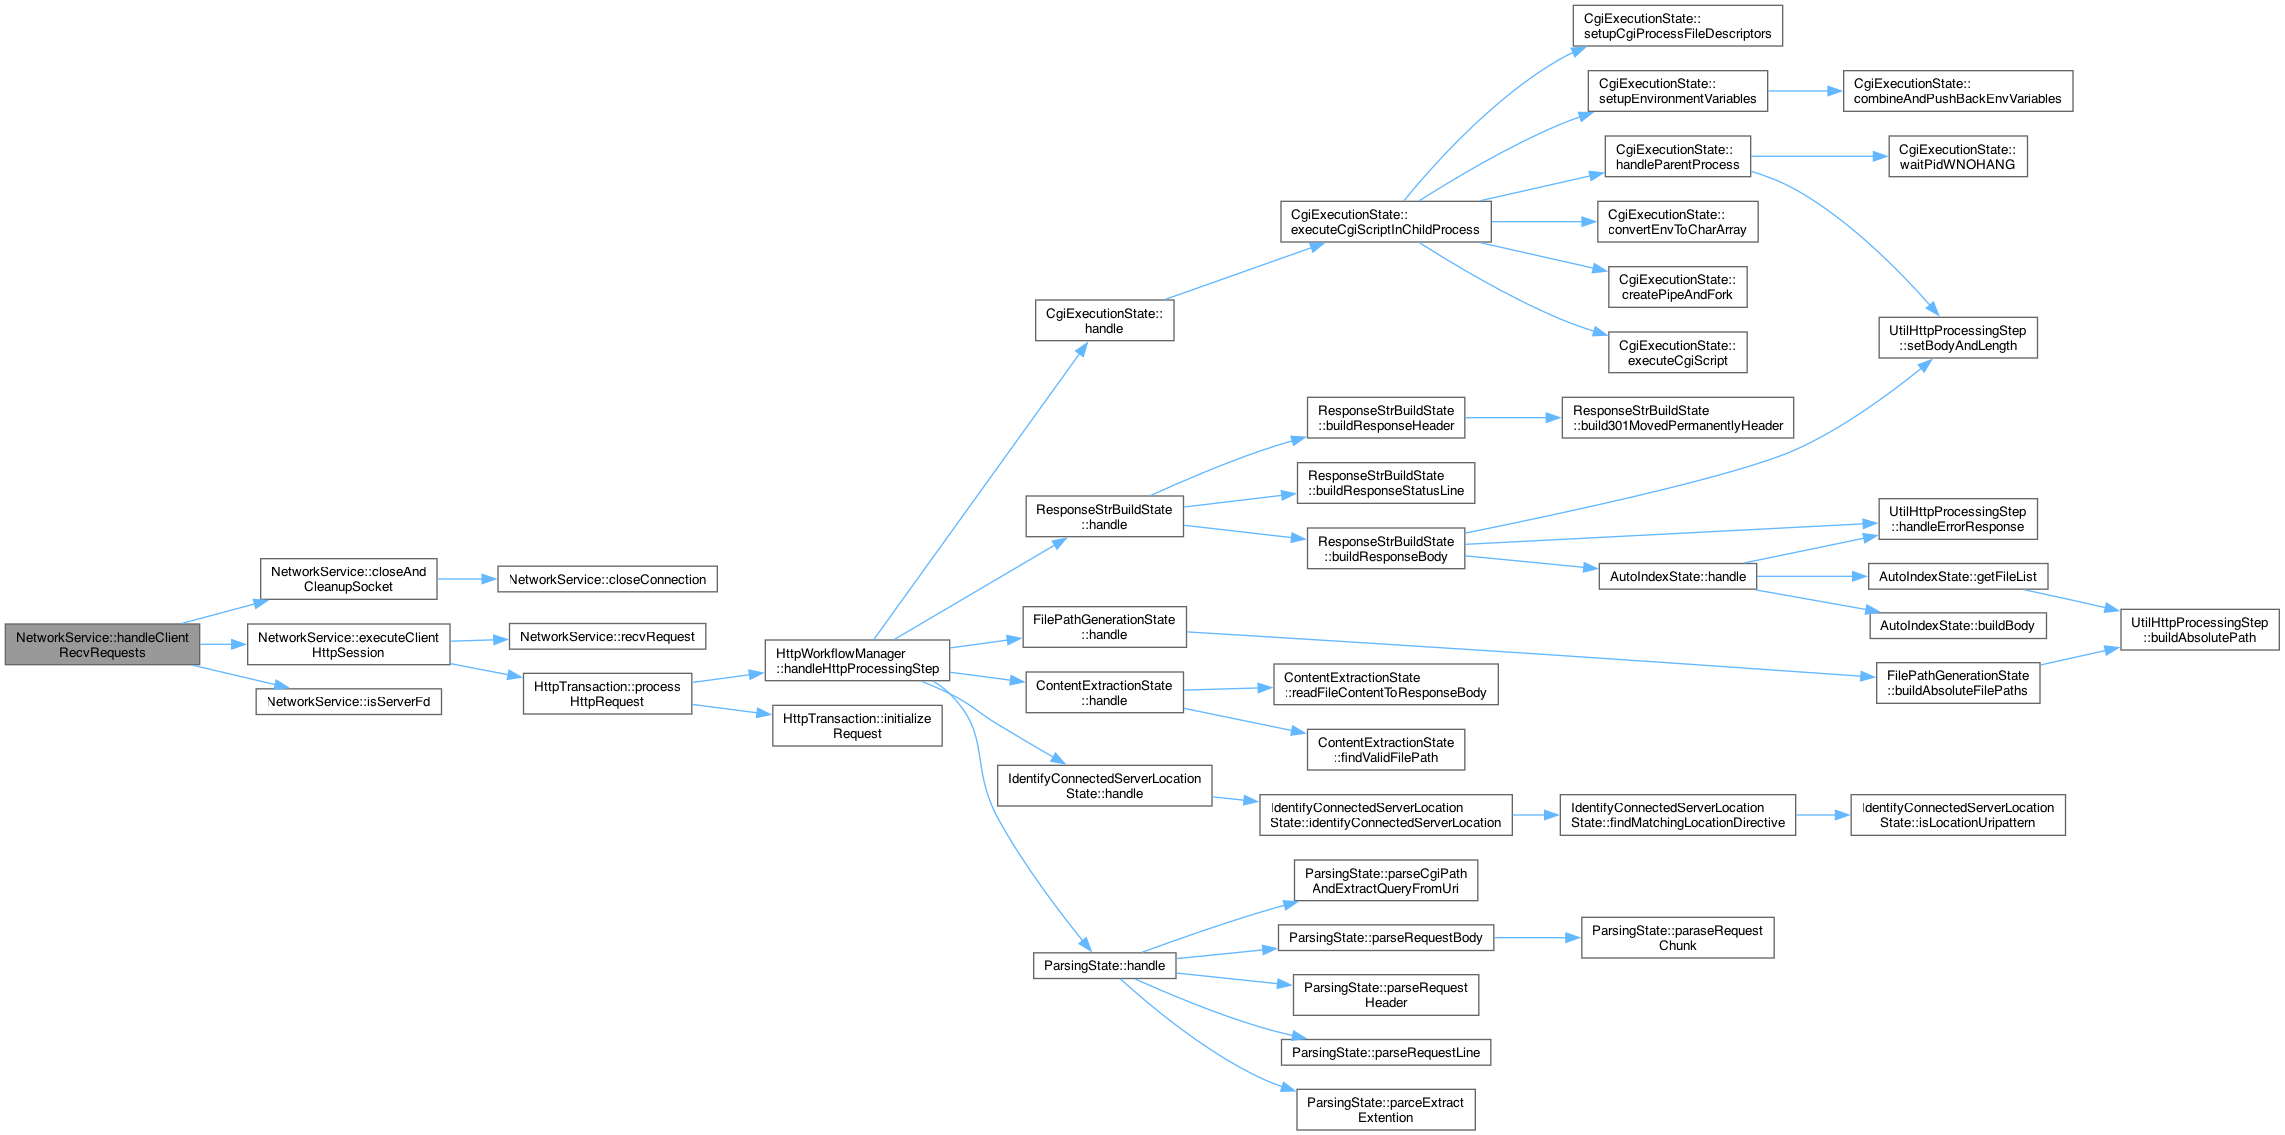 NetworkService::handleClient
RecvRequests
NetworkService::closeAnd
CleanupSocket
NetworkService::closeConnection
NetworkService::executeClient
HttpSession
NetworkService::recvRequest
NetworkService::isServerFd
HttpTransaction::process
HttpRequest
HttpTransaction::initialize
Request
HttpWorkflowManager
::handleHttpProcessingStep
CgiExecutionState::
handle
CgiExecutionState::
executeCgiScriptInChildProcess
CgiExecutionState::
setupCgiProcessFileDescriptors
CgiExecutionState::
setupEnvironmentVariables
CgiExecutionState::
combineAndPushBackEnvVariables
CgiExecutionState::
handleParentProcess
CgiExecutionState::
waitPidWNOHANG
CgiExecutionState::
convertEnvToCharArray
CgiExecutionState::
createPipeAndFork
CgiExecutionState::
executeCgiScript
UtilHttpProcessingStep
::setBodyAndLength
ResponseStrBuildState
::handle
ResponseStrBuildState
::buildResponseHeader
ResponseStrBuildState
::build301MovedPermanentlyHeader
ResponseStrBuildState
::buildResponseStatusLine
ResponseStrBuildState
::buildResponseBody
UtilHttpProcessingStep
::handleErrorResponse
AutoIndexState::handle
AutoIndexState::getFileList
AutoIndexState::buildBody
UtilHttpProcessingStep
::buildAbsolutePath
FilePathGenerationState
::handle
FilePathGenerationState
::buildAbsoluteFilePaths
ContentExtractionState
::handle
ContentExtractionState
::readFileContentToResponseBody
ContentExtractionState
::findValidFilePath
IdentifyConnectedServerLocation
State::handle
IdentifyConnectedServerLocation
State::identifyConnectedServerLocation
IdentifyConnectedServerLocation
State::findMatchingLocationDirective
IdentifyConnectedServerLocation
State::isLocationUripattern
ParsingState::handle
ParsingState::parseCgiPath
AndExtractQueryFromUri
ParsingState::parseRequestBody
ParsingState::paraseRequest
Chunk
ParsingState::parseRequest
Header
ParsingState::parseRequestLine
ParsingState::parceExtract
Extention